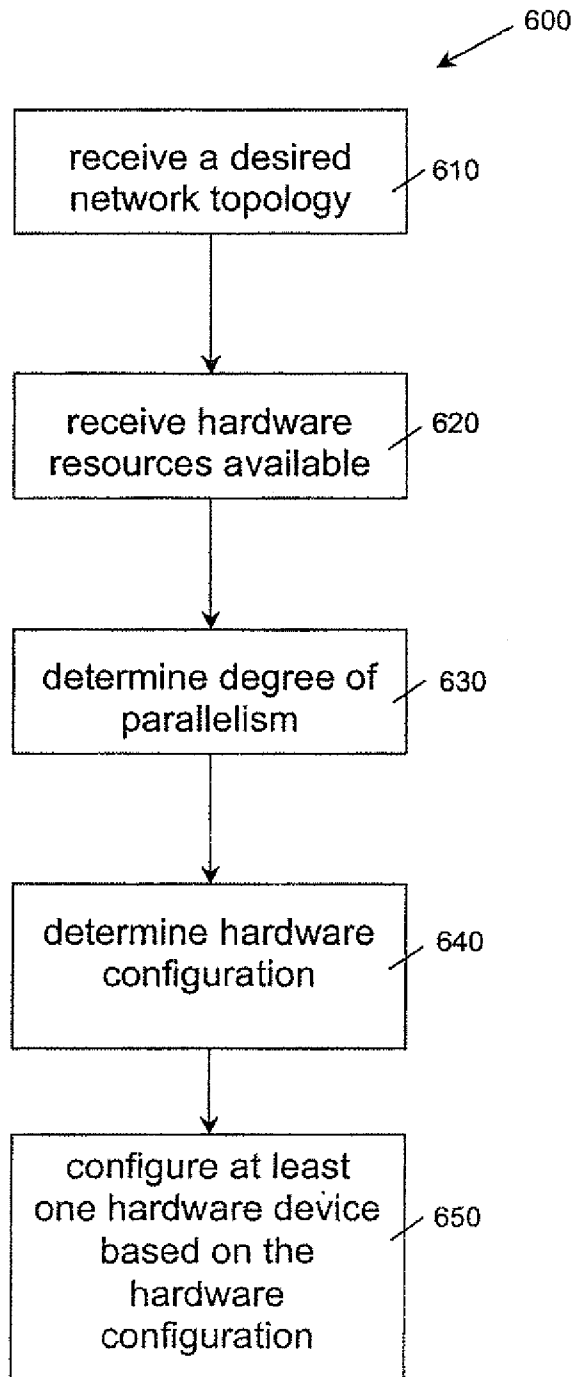 600
receive a desired
network topology
610
receive hardware
resources available
620
determine degree of
parallelism
630
determine hardware
configuration
640
configure at least
one hardware device
based on the
hardware
configuration
650